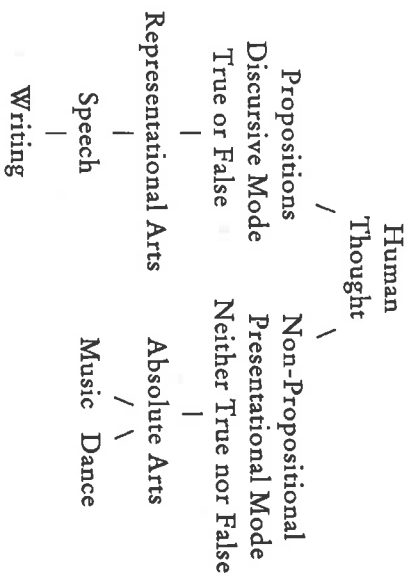 Human
Thought
Propositions
Discursive Mode
True or False
Non-Propositional
Presentational Mode
Neither True nor False
Representational Arts
Absolute Arts
Speech
Music Dance
Writing